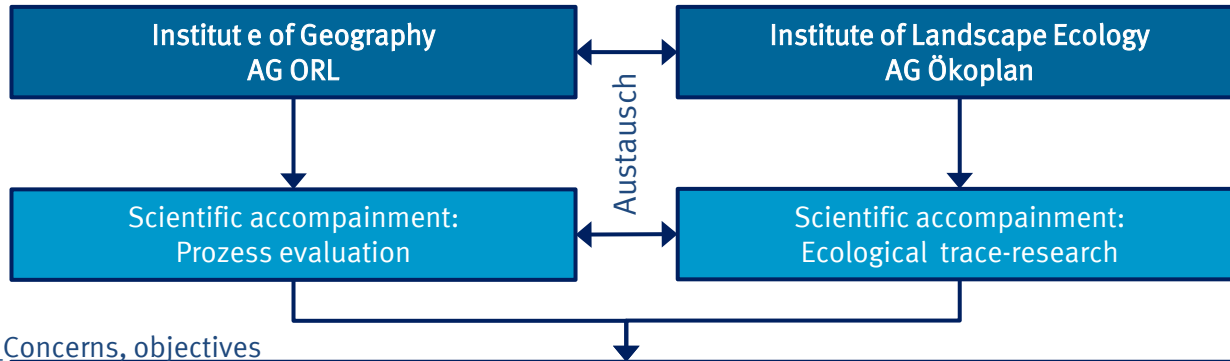 Institut e of Geography
AG ORL
Institute of Landscape Ecology
AG Ökoplan
Austausch
Scientific accompainment:
Prozess evaluation
Scientific accompainment:
Ecological trace-research
Concerns, objectives